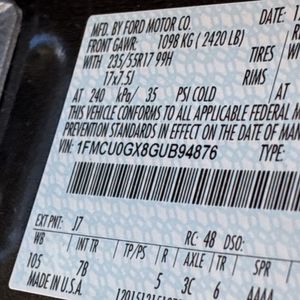 MFD. BY FORD MOTOR CO. DATE:
FRONT GAWR: 1098 KG ( 2420 LB)
WITH 235/55R17 99H TIRES
17x7.5J RIMS
AT 240 kPa/ 35 PSI COLD
THIS VEHICLE CONFORMS TO ALL APPLICABLE FEDERAL M
PREVENTION STANDARDS IN EFFECT ON THE DATE OF MA
VIN: 1FMCU0GX8GUB94876 TYPE:
EXT PNT: J7 RC: 48 DSO:
WB INT TR TP/PS R AXLE TR SPR
105 7B 5 3C 6 AAAA
MADE IN U.S.A.